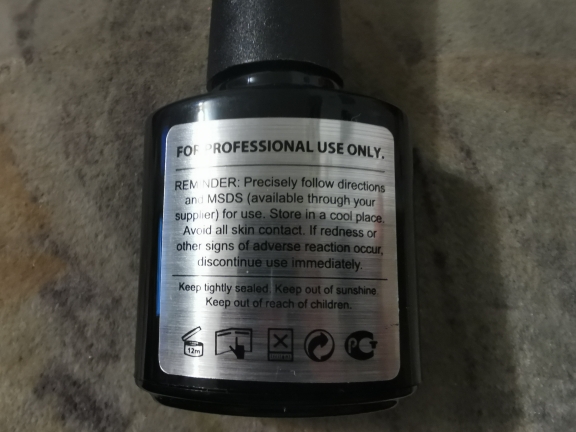 FOR PROFESSIONAL USE ONLY.
REMINDER: Precisely follow directions
and MSDS (available through your
supplier) for use. Store in a cool place.
Avoid all skin contact. If redness or
other signs of adverse reaction occur,
discontinue use immediately.
Keep tightly sealed. Keep out of sunshine.
Keep out of reach of children.
12m